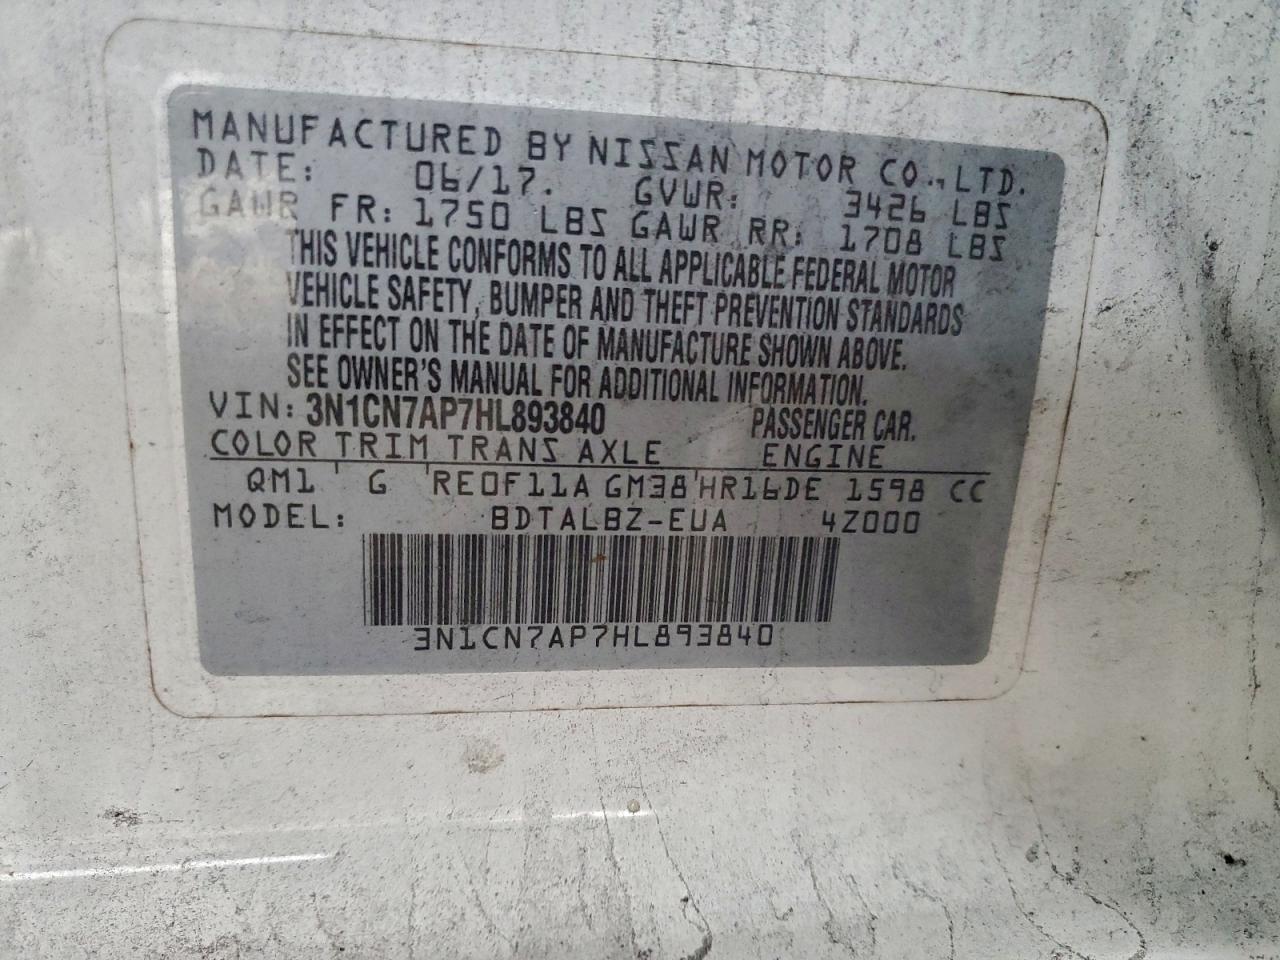 MANUFACTURED BY NISSAN MOTOR CO., LTD.
DATE: 06/17. GVWR: 3426 LBS
GAWR FR: 1750 LBS GAWR RR: 1708 LBS
THIS VEHICLE CONFORMS TO ALL APPLICABLE FEDERAL MOTOR
VEHICLE SAFETY, BUMPER AND THEFT PREVENTION STANDARDS
IN EFFECT ON THE DATE OF MANUFACTURE SHOWN ABOVE.
SEE OWNER'S MANUAL FOR ADDITIONAL INFORMATION.
VIN: 3N1CN7AP7HL893840 PASSENGER CAR.
COLOR TRIM TRANS AXLE ENGINE
QM1 G RE0F11A GM38 HR16DE 1598 CC
MODEL: BDTALBZ-EUA 4Z000
3N1CN7AP7HL893840